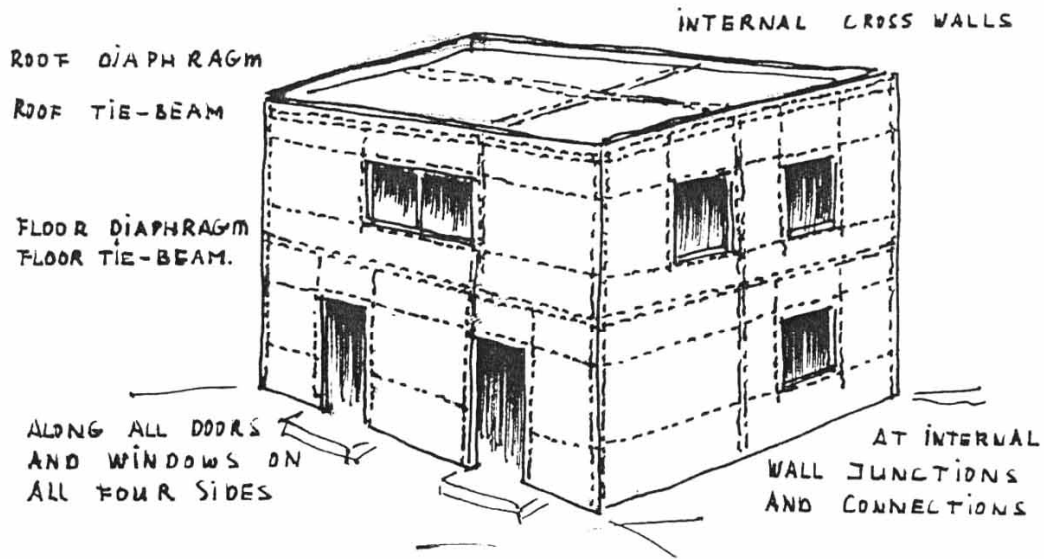 INTERNAL CROSS WALLS
ROOF DIAPHRAGM
ROOF TIE-BEAM
FLOOR DIAPHRAGM
FLOOR TIE-BEAM.
ALONG ALL DOORS
AND WINDOWS ON
ALL FOUR SIDES
AT INTERNAL
WALL JUNCTIONS
AND CONNECTIONS